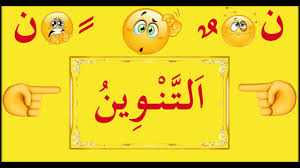 ن ٌ ً ن
اَلتَّنْوِينُ